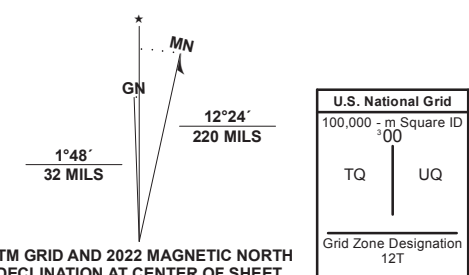 ★
MN
GN
12°24´
220 MILS
1°48´
32 MILS
TM GRID AND 2022 MAGNETIC NORTH
DECLINATION AT CENTER OF SHEET
U.S. National Grid
100,000 - m Square ID
³00
TQ UQ
Grid Zone Designation
12T